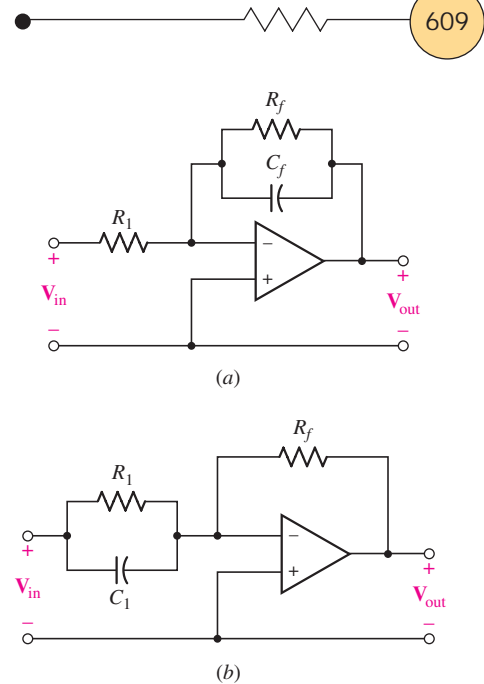 609
R_f
C_f
R_1
−
+
+
V_in
−
+
V_out
−
(a)
R_f
R_1
C_1
−
+
+
V_in
−
+
V_out
−
(b)